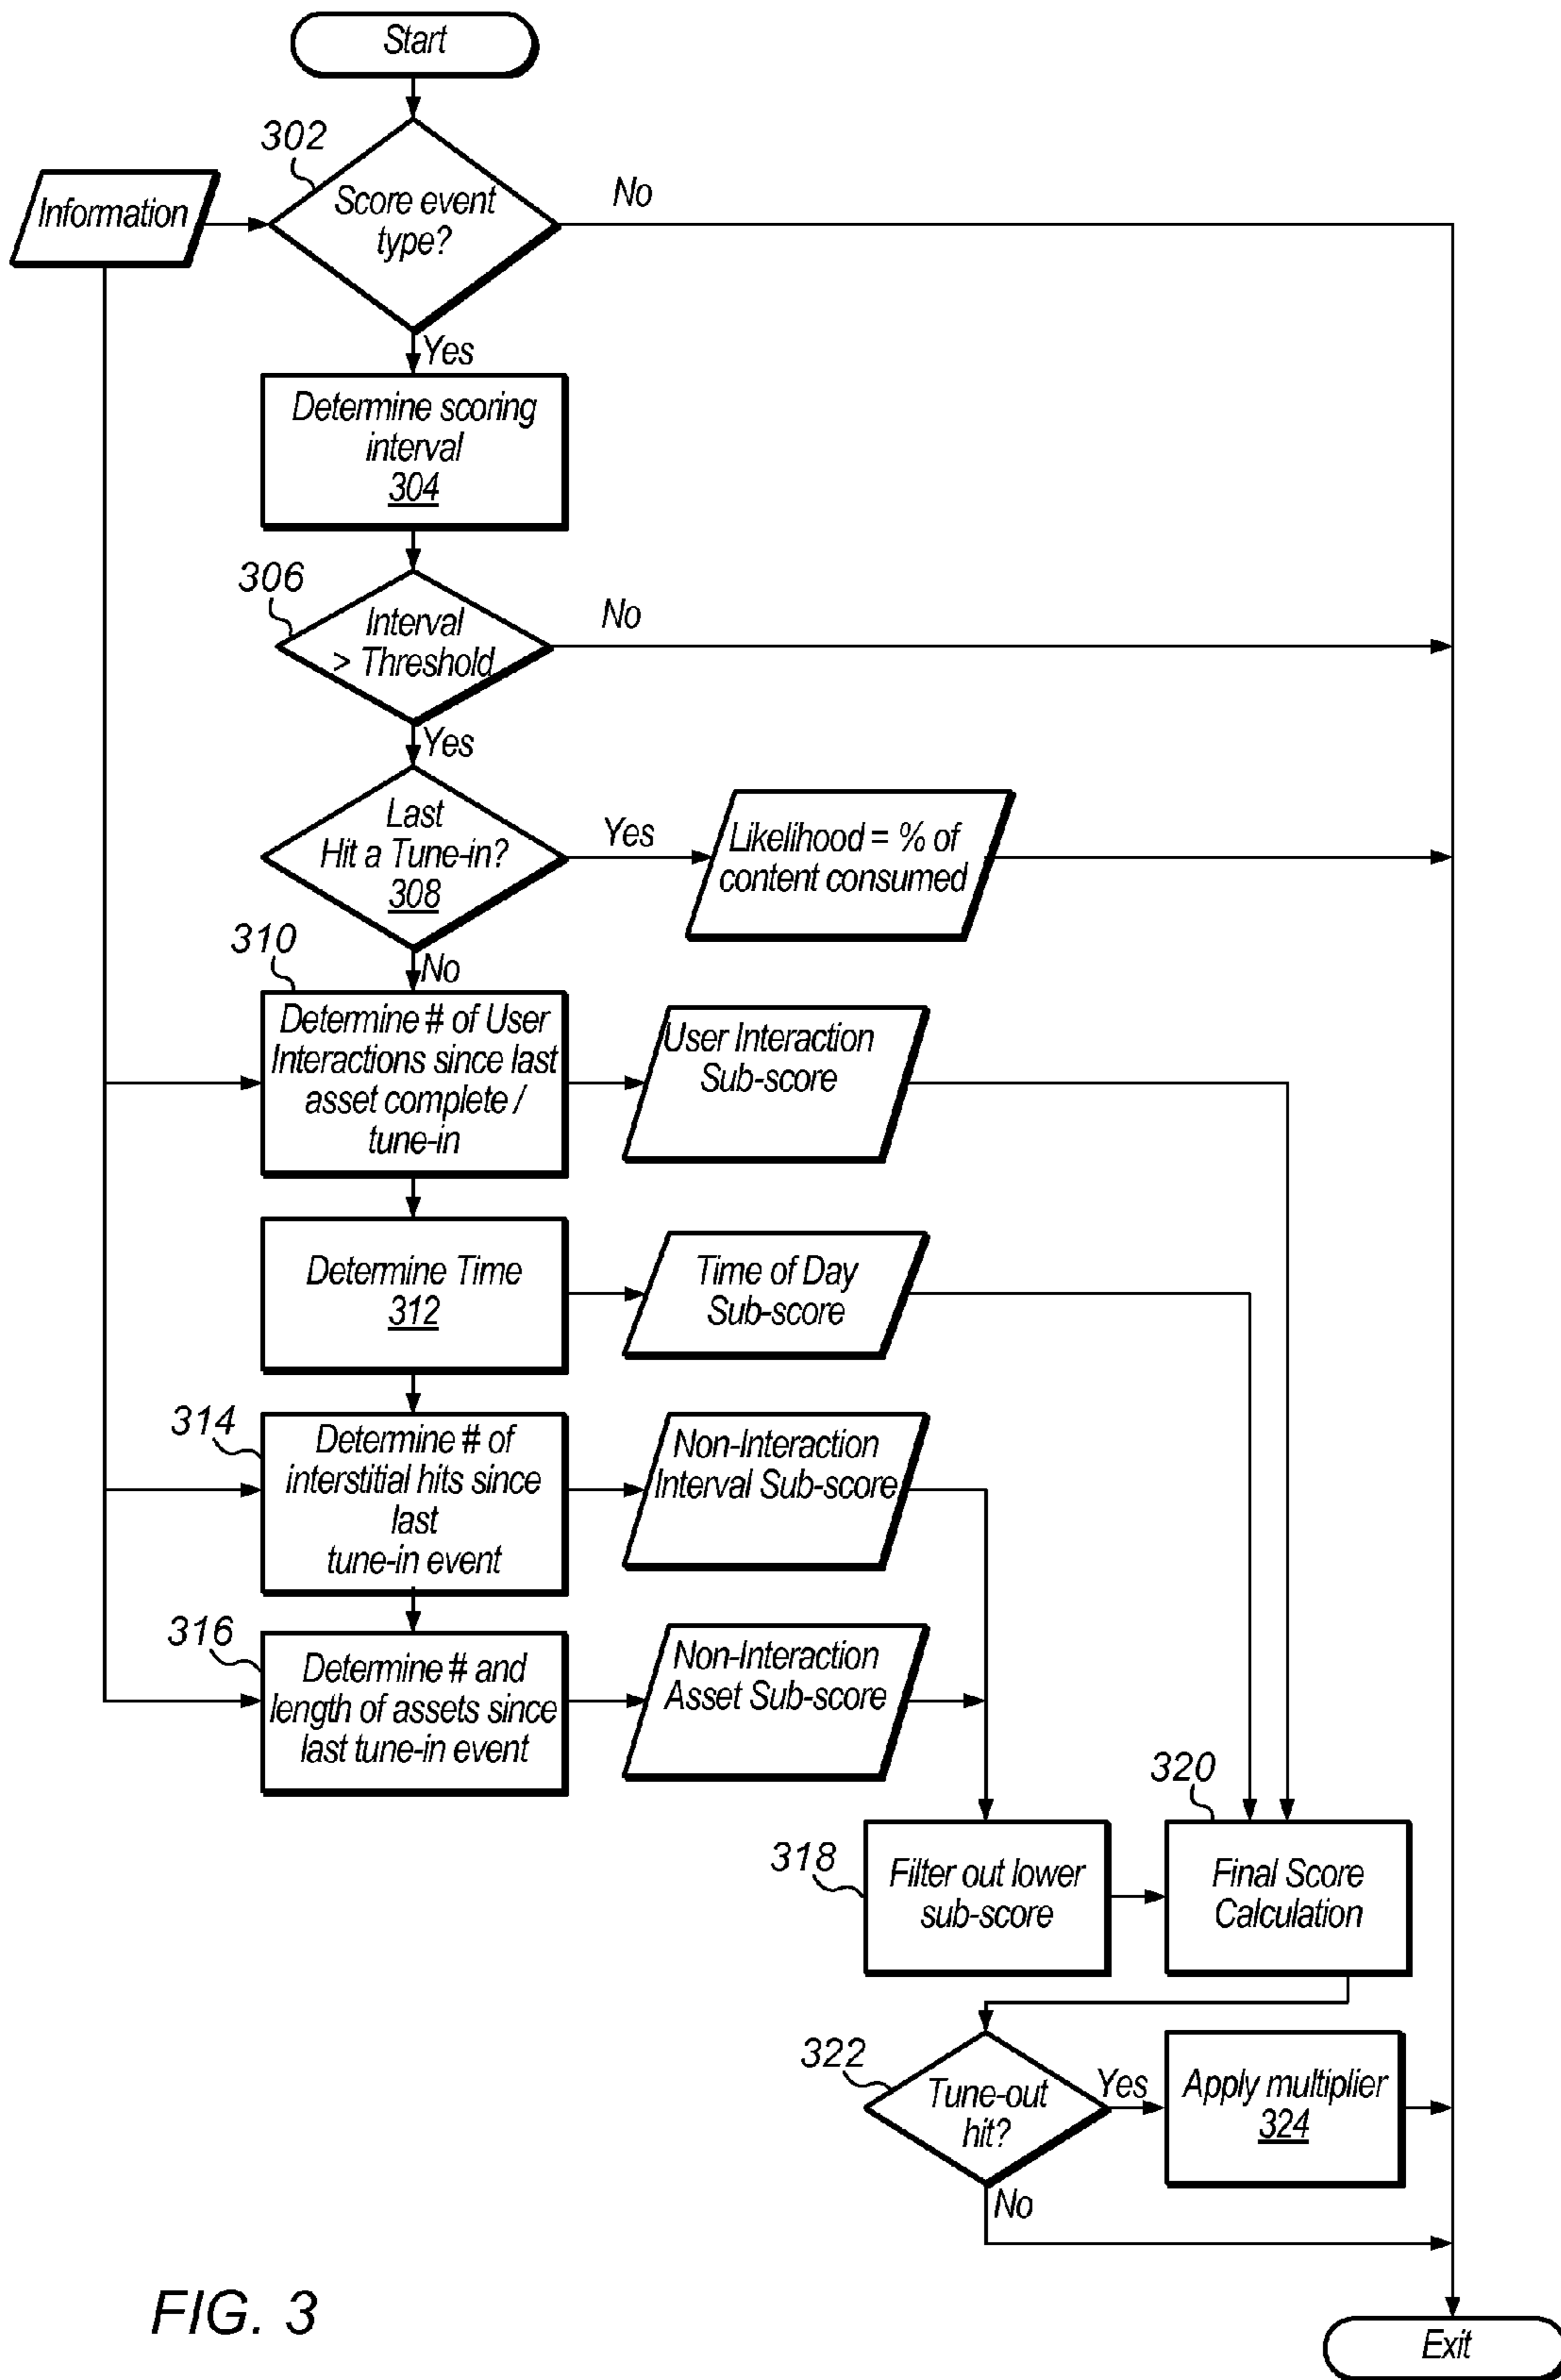 Start
302
Information
Score event
type?
No
Yes
Determine scoring
interval
304
306
Interval
> Threshold
No
Yes
Last
Hit a Tune-in?
308
Yes
Likelihood = % of
content consumed
No
310
Determine # of User
Interactions since last
asset complete /
tune-in
User Interaction
Sub-score
Determine Time
312
Time of Day
Sub-score
314
Determine # of
interstitial hits since
last
tune-in event
Non-Interaction
Interval Sub-score
316
Determine # and
length of assets since
last tune-in event
Non-Interaction
Asset Sub-score
318
Filter out lower
sub-score
320
Final Score
Calculation
322
Tune-out
hit?
Yes
Apply multiplier
324
No
FIG. 3
Exit